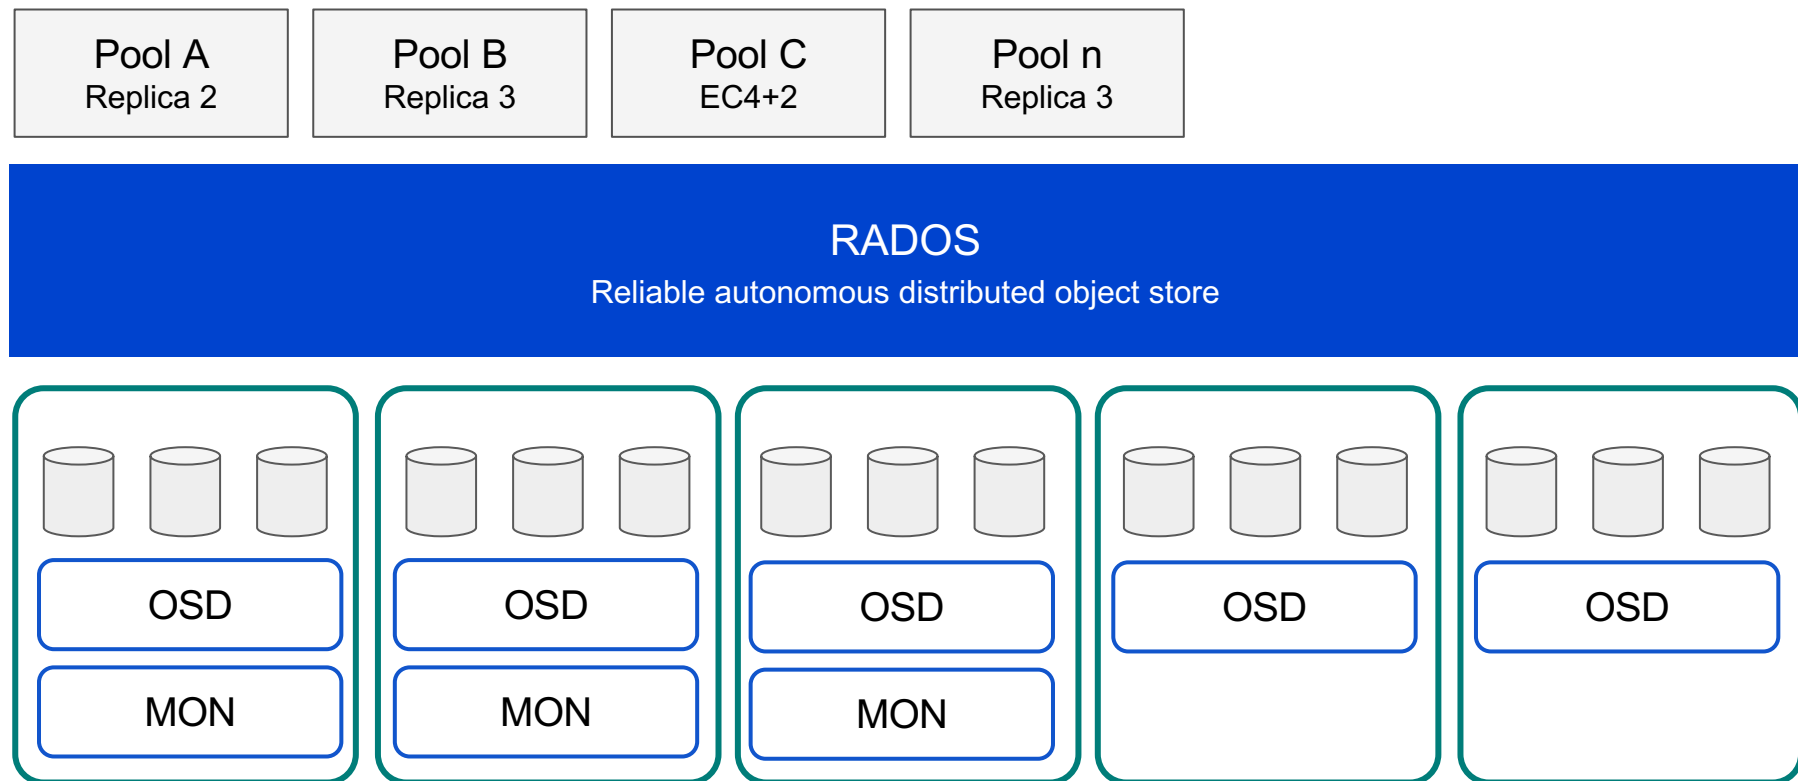 Pool A
Replica 2
Pool B
Replica 3
Pool C
EC4+2
Pool n
Replica 3
RADOS
Reliable autonomous distributed object store
OSD
MON
OSD
MON
OSD
MON
OSD
OSD